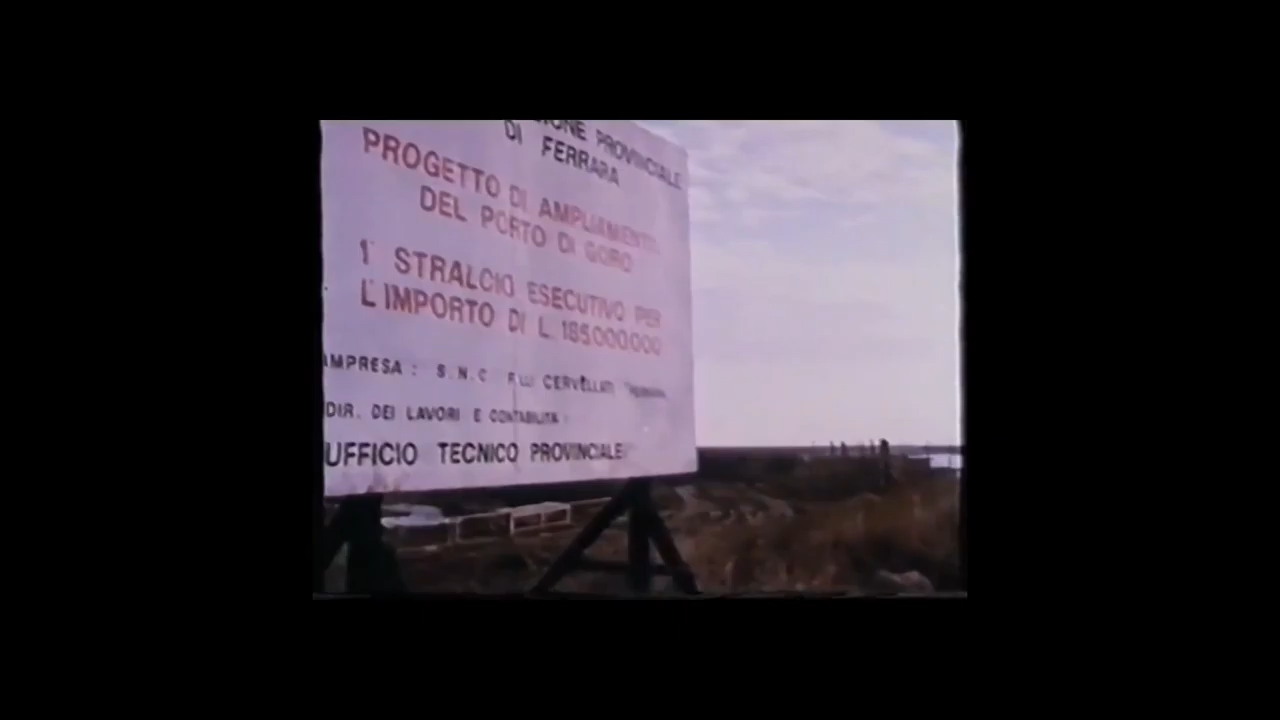 IONE PROVINCIALE
DI FERRARA
PROGETTO DI AMPLIAMENTO
DEL PORTO DI GORO
1° STRALCIO ESECUTIVO PER
L'IMPORTO DI L. 185.000.000
IMPRESA : S.N.C F.LLI CERVELLATI
DIR. DEI LAVORI E CONTABILITA :
UFFICIO TECNICO PROVINCIALE